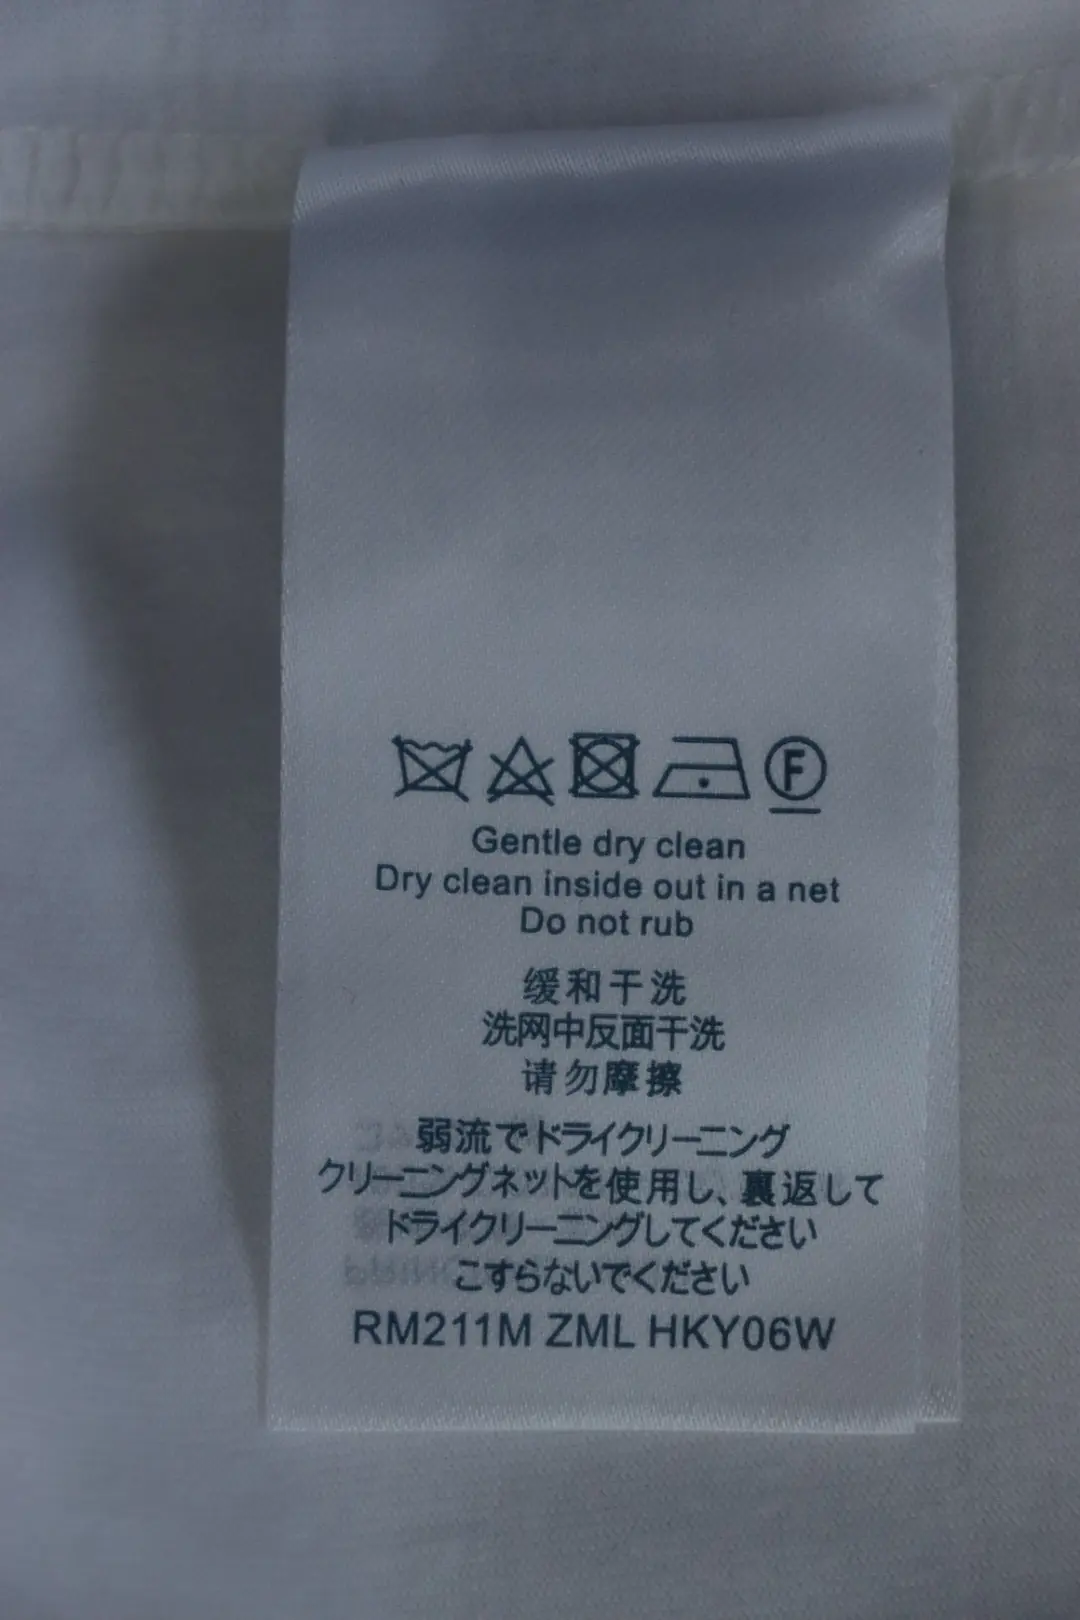 F
Gentle dry clean
Dry clean inside out in a net
Do not rub
缓和干洗
洗网中反面干洗
请勿摩擦
弱流でドライクリーニング
クリーニングネットを使用し、裏返して
ドライクリーニングしてください
こすらないでください
RM211M ZML HKY06W